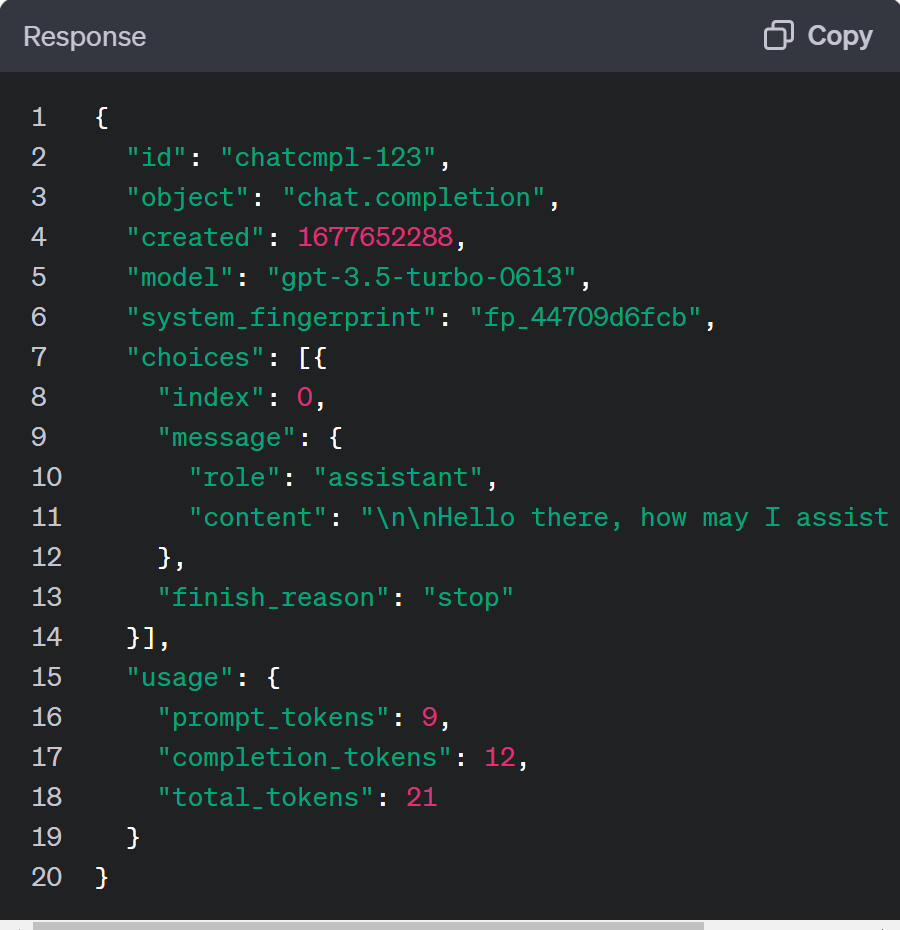 Response
Copy
1 {
2 "id": "chatcmpl-123",
3 "object": "chat.completion",
4 "created": 1677652288,
5 "model": "gpt-3.5-turbo-0613",
6 "system_fingerprint": "fp_44709d6fcb",
7 "choices": [{
8 "index": 0,
9 "message": {
10 "role": "assistant",
11 "content": "\n\nHello there, how may I assist
12 },
13 "finish_reason": "stop"
14 }],
15 "usage": {
16 "prompt_tokens": 9,
17 "completion_tokens": 12,
18 "total_tokens": 21
19 }
20 }